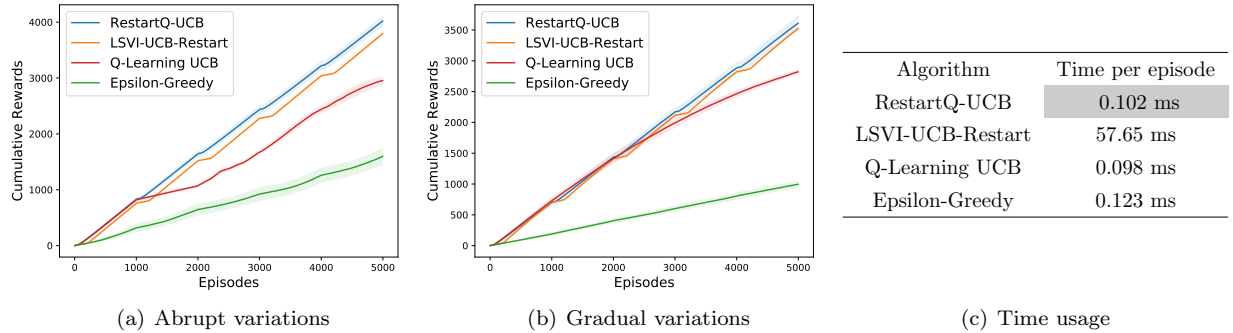 RestartQ-UCB
LSVI-UCB-Restart
Q-Learning UCB
Epsilon-Greedy
Cumulative Rewards
4000
3000
2000
1000
0
0 1000 2000 3000 4000 5000
Episodes
(a) Abrupt variations
RestartQ-UCB
LSVI-UCB-Restart
Q-Learning UCB
Epsilon-Greedy
Cumulative Rewards
3500
3000
2500
2000
1500
1000
500
0
0 1000 2000 3000 4000 5000
Episodes
(b) Gradual variations
Algorithm Time per episode
RestartQ-UCB 0.102 ms
LSVI-UCB-Restart 57.65 ms
Q-Learning UCB 0.098 ms
Epsilon-Greedy 0.123 ms
(c) Time usage